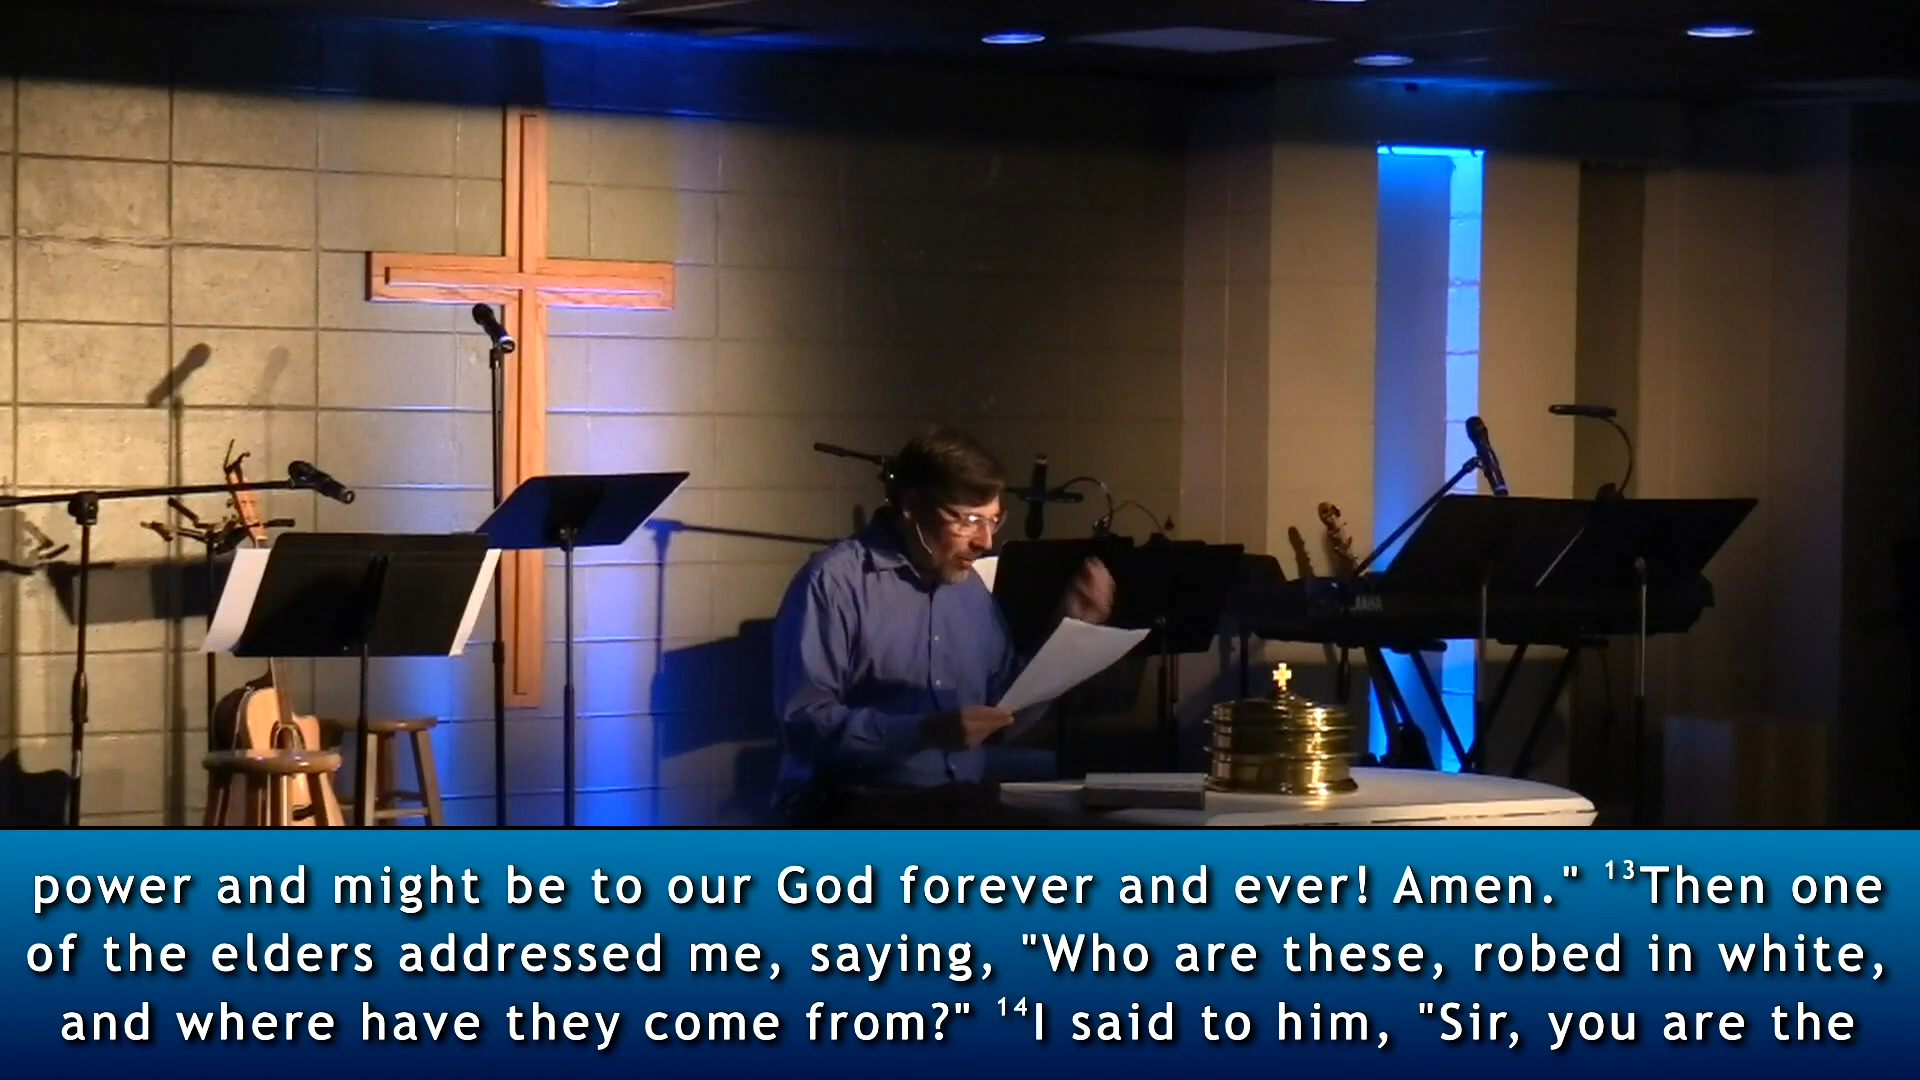 YAMAHA
power and might be to our God forever and ever! Amen." ¹³Then one
of the elders addressed me, saying, "Who are these, robed in white,
and where have they come from?" ¹⁴I said to him, "Sir, you are the